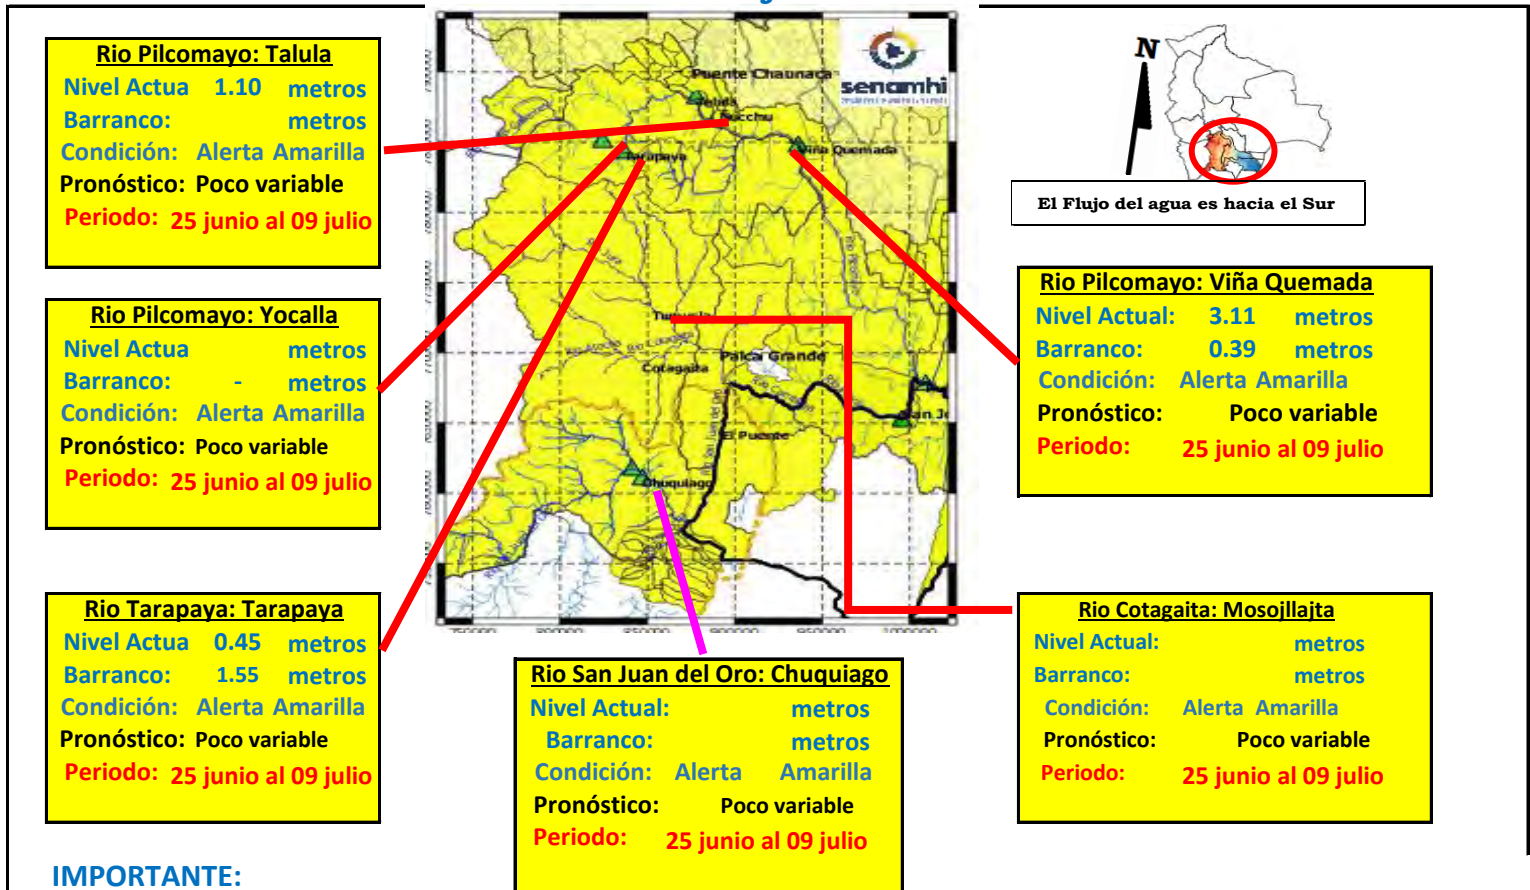 Rio Pilcomayo: Talula
Nivel Actua 1.10 metros
Barranco: metros
Condición: Alerta Amarilla
Pronóstico: Poco variable
Periodo: 25 junio al 09 julio
Rio Pilcomayo: Yocalla
Nivel Actua metros
Barranco: - metros
Condición: Alerta Amarilla
Pronóstico: Poco variable
Periodo: 25 junio al 09 julio
Rio Tarapaya: Tarapaya
Nivel Actua 0.45 metros
Barranco: 1.55 metros
Condición: Alerta Amarilla
Pronóstico: Poco variable
Periodo: 25 junio al 09 julio
senamhi
Puente Chaunaca
Viña Quemada
Tarapaya
Palca Grande
Cotagaita
El Puente
Chuquiago
750000 800000 850000 900000 950000 1000000
Rio San Juan del Oro: Chuquiago
Nivel Actual: metros
Barranco: metros
Condición: Alerta Amarilla
Pronóstico: Poco variable
Periodo: 25 junio al 09 julio
N
El Flujo del agua es hacia el Sur
Rio Pilcomayo: Viña Quemada
Nivel Actual: 3.11 metros
Barranco: 0.39 metros
Condición: Alerta Amarilla
Pronóstico: Poco variable
Periodo: 25 junio al 09 julio
Rio Cotagaita: Mosojllajta
Nivel Actual: metros
Barranco: metros
Condición: Alerta Amarilla
Pronóstico: Poco variable
Periodo: 25 junio al 09 julio
IMPORTANTE: